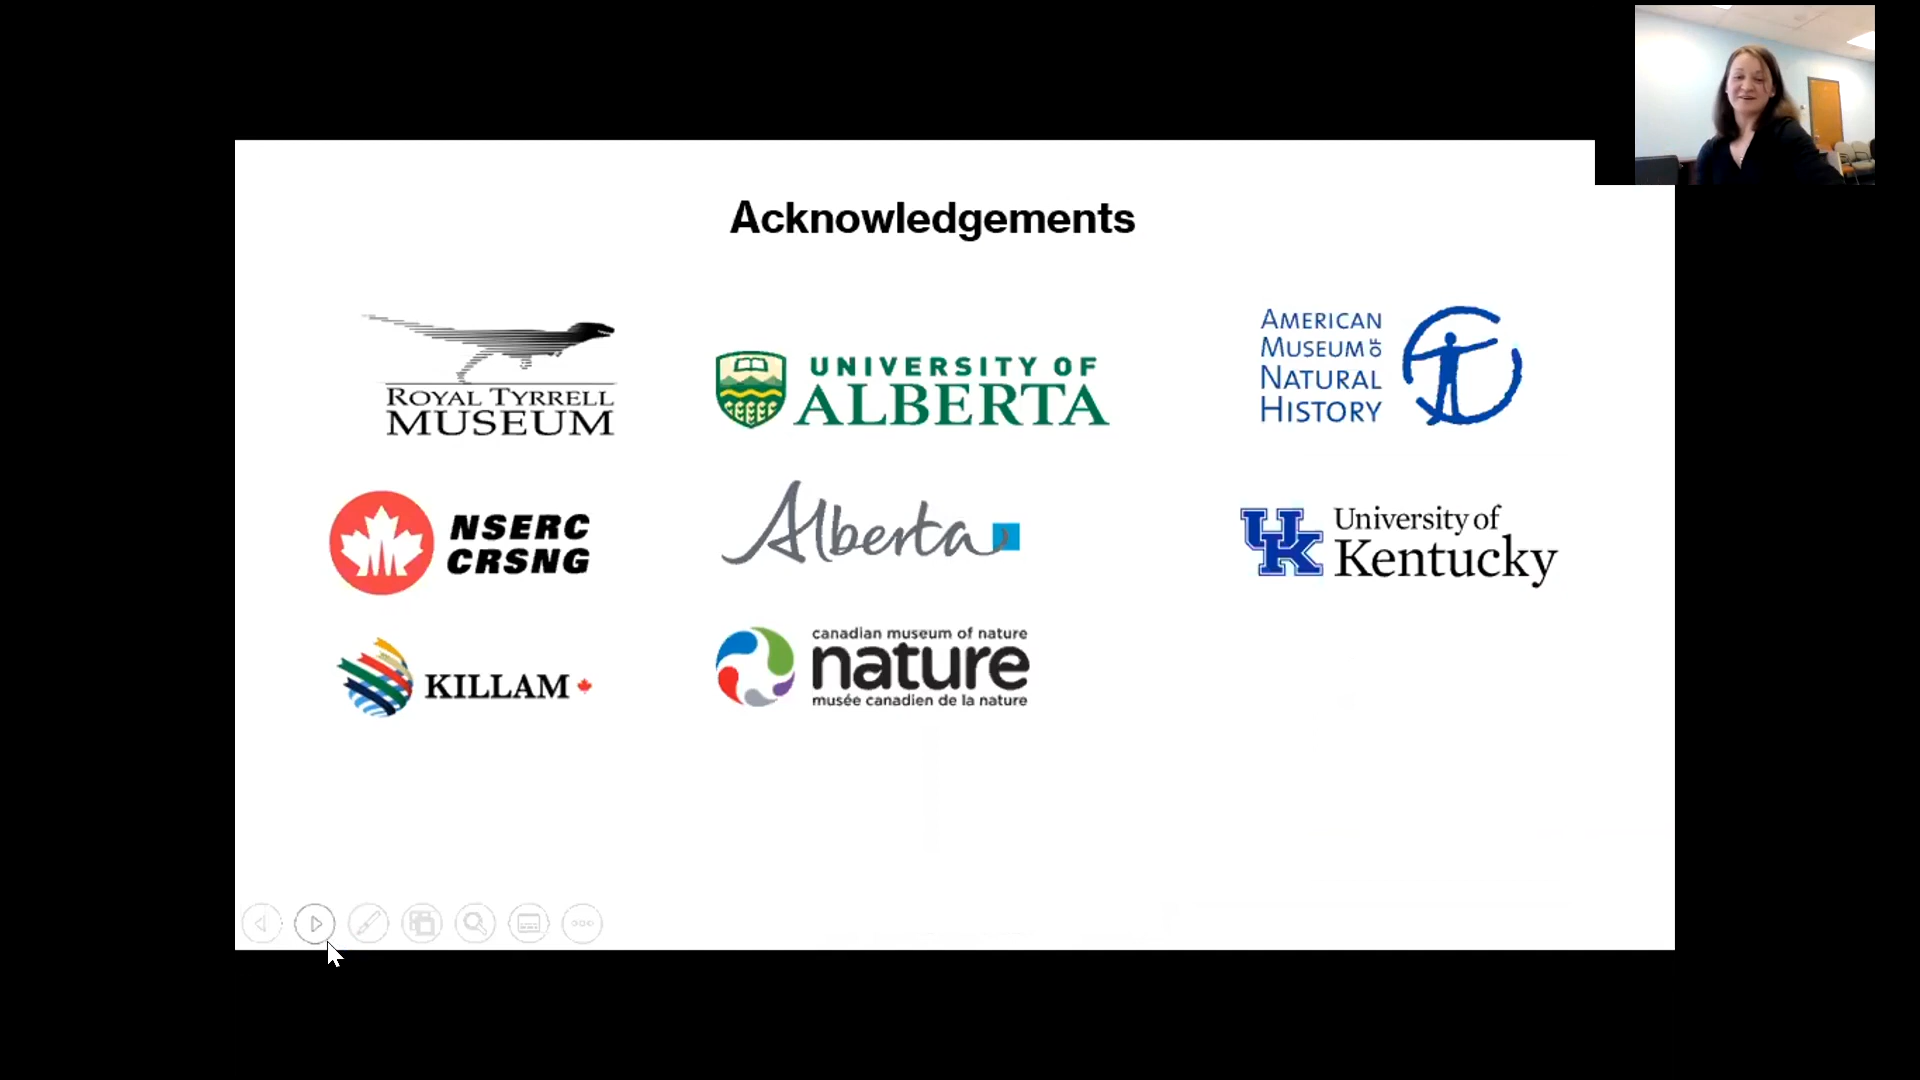 Acknowledgements
ROYAL TYRRELL
MUSEUM
UNIVERSITY OF
ALBERTA
AMERICAN
MUSEUM OF
NATURAL
HISTORY
NSERC
CRSNG
Alberta
UK
University of
Kentucky
KILLAM
canadian museum of nature
nature
musée canadien de la nature